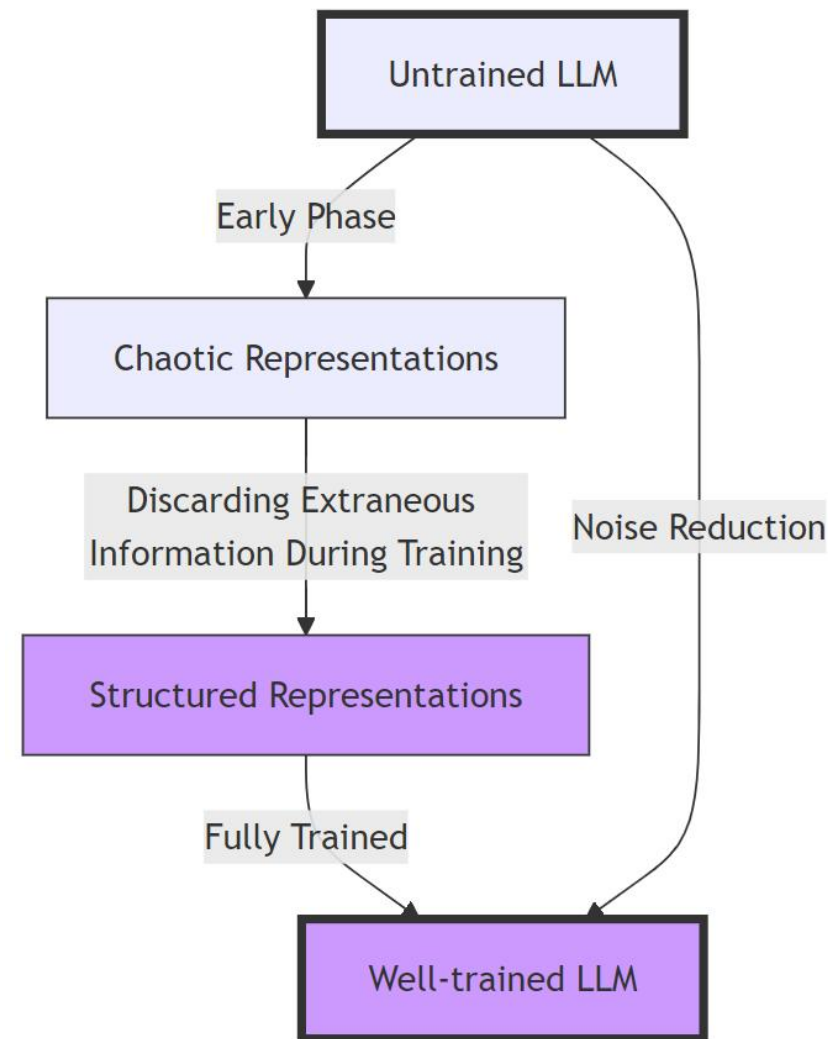 Untrained LLM
Early Phase
Chaotic Representations
Discarding Extraneous
Information During Training
Noise Reduction
Structured Representations
Fully Trained
Well-trained LLM